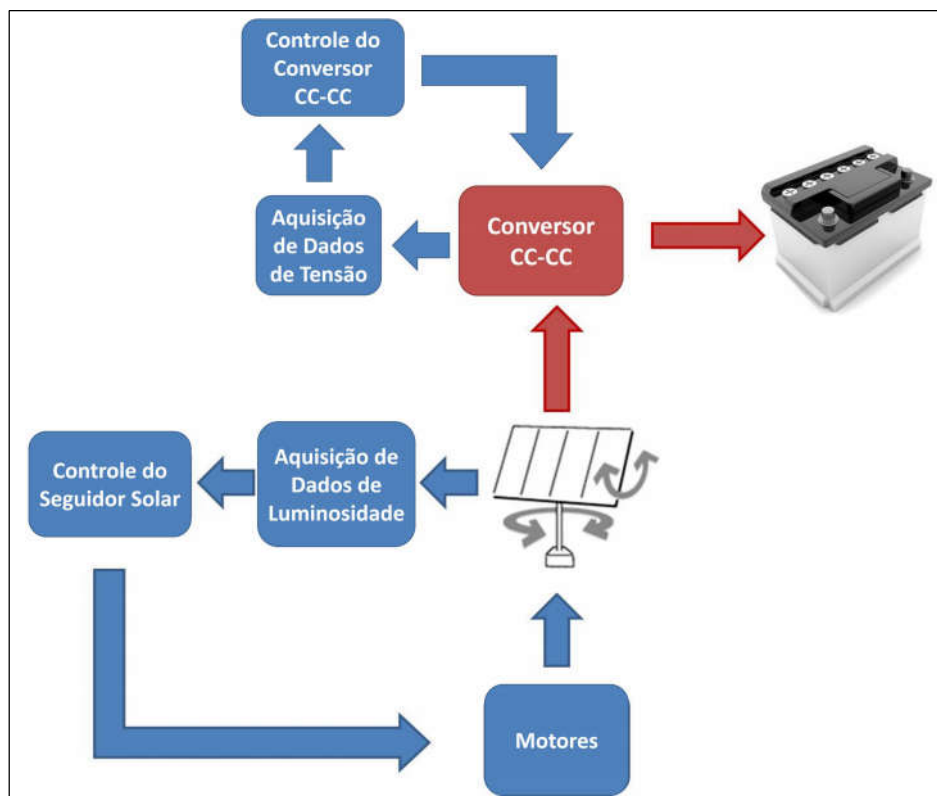 Controle do
Conversor
CC-CC
Aquisição
de Dados
de Tensão
Conversor
CC-CC
Controle do
Seguidor Solar
Aquisição de
Dados de
Luminosidade
Motores